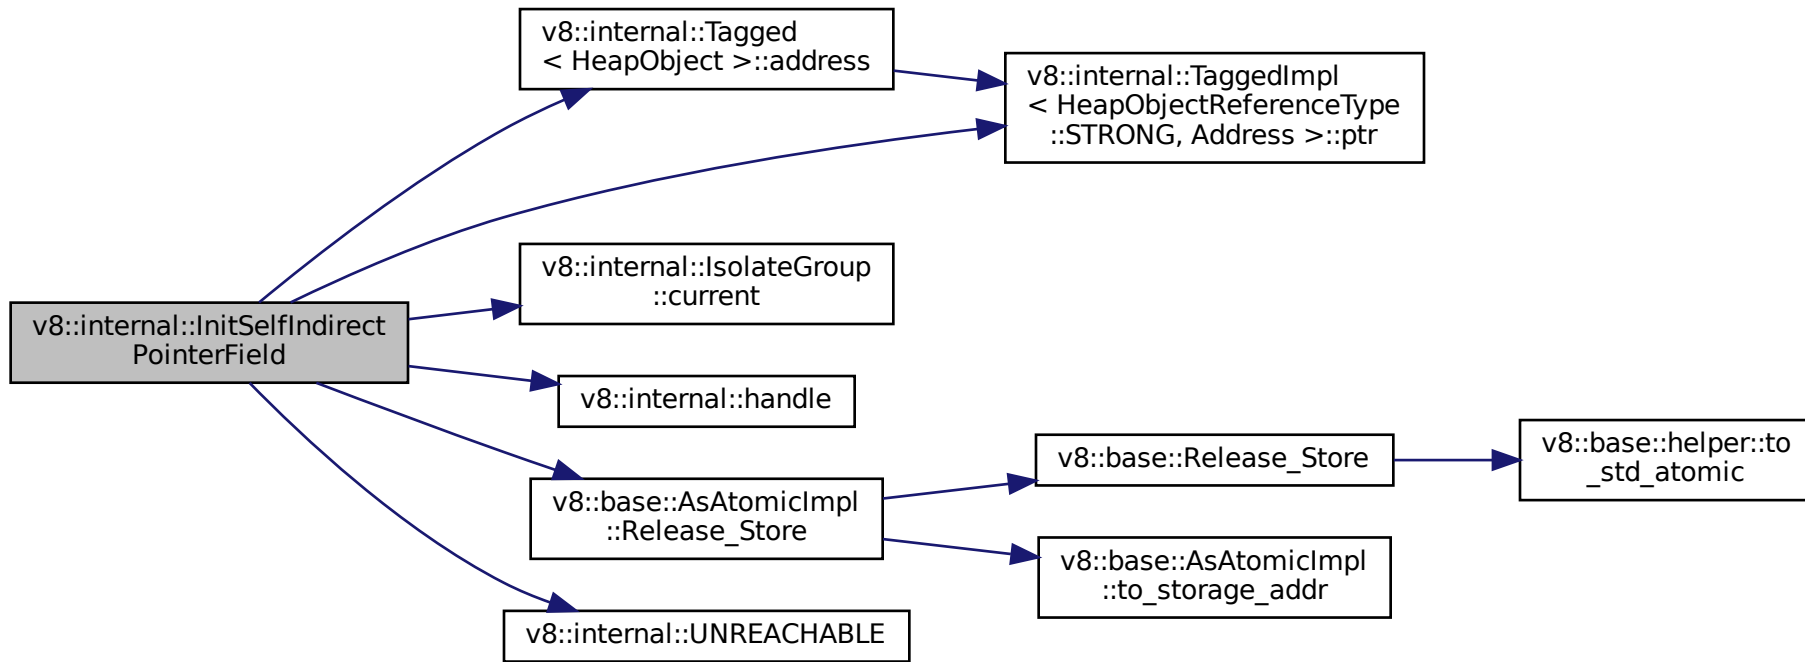 v8::internal::InitSelfIndirect
PointerField
v8::internal::Tagged
< HeapObject >::address
v8::internal::TaggedImpl
< HeapObjectReferenceType
::STRONG, Address >::ptr
v8::internal::IsolateGroup
::current
v8::internal::handle
v8::base::AsAtomicImpl
::Release_Store
v8::base::Release_Store
v8::base::helper::to
_std_atomic
v8::base::AsAtomicImpl
::to_storage_addr
v8::internal::UNREACHABLE